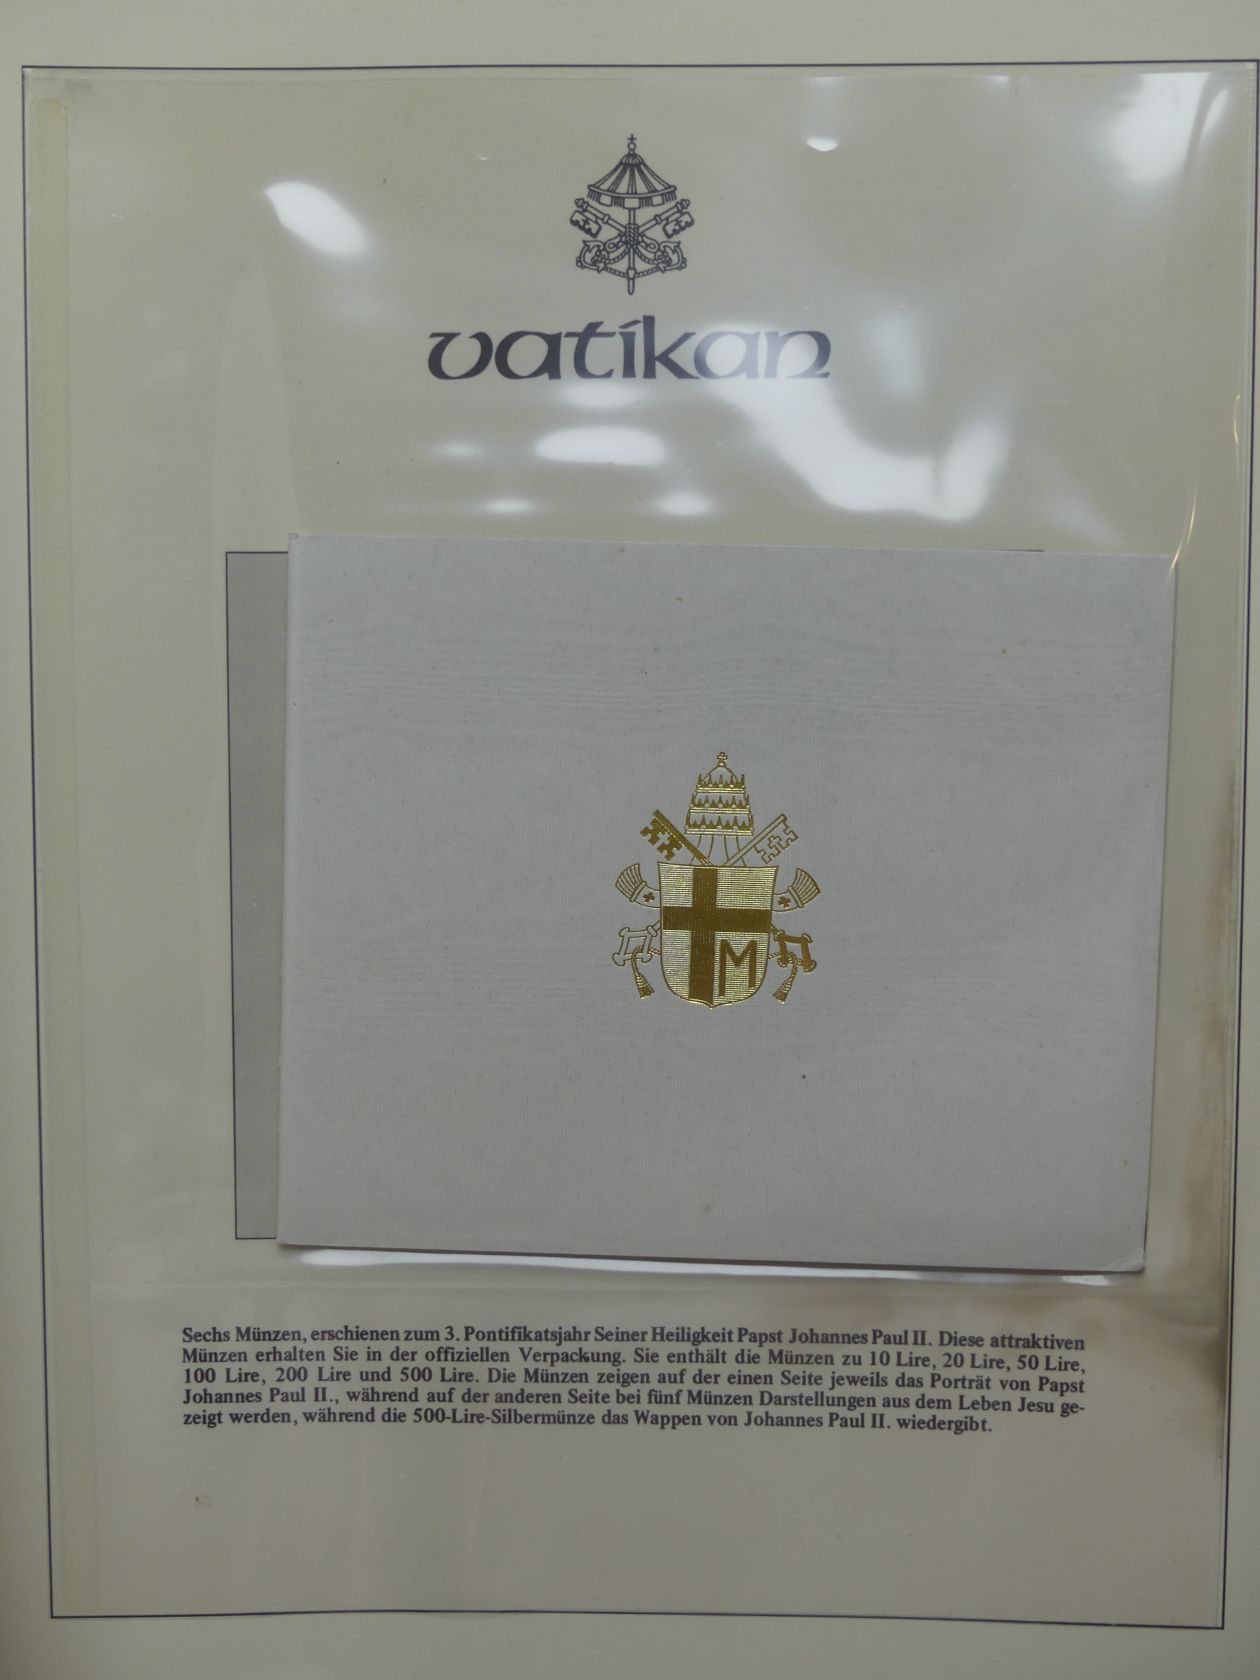 vatikan
M
Sechs Münzen, erschienen zum 3. Pontifikatsjahr Seiner Heiligkeit Papst Johannes Paul II. Diese attraktiven
Münzen erhalten Sie in der offiziellen Verpackung. Sie enthält die Münzen zu 10 Lire, 20 Lire, 50 Lire,
100 Lire, 200 Lire und 500 Lire. Die Münzen zeigen auf der einen Seite jeweils das Porträt von Papst
Johannes Paul II., während auf der anderen Seite bei fünf Münzen Darstellungen aus dem Leben Jesu ge-
zeigt werden, während die 500-Lire-Silbermünze das Wappen von Johannes Paul II. wiedergibt.